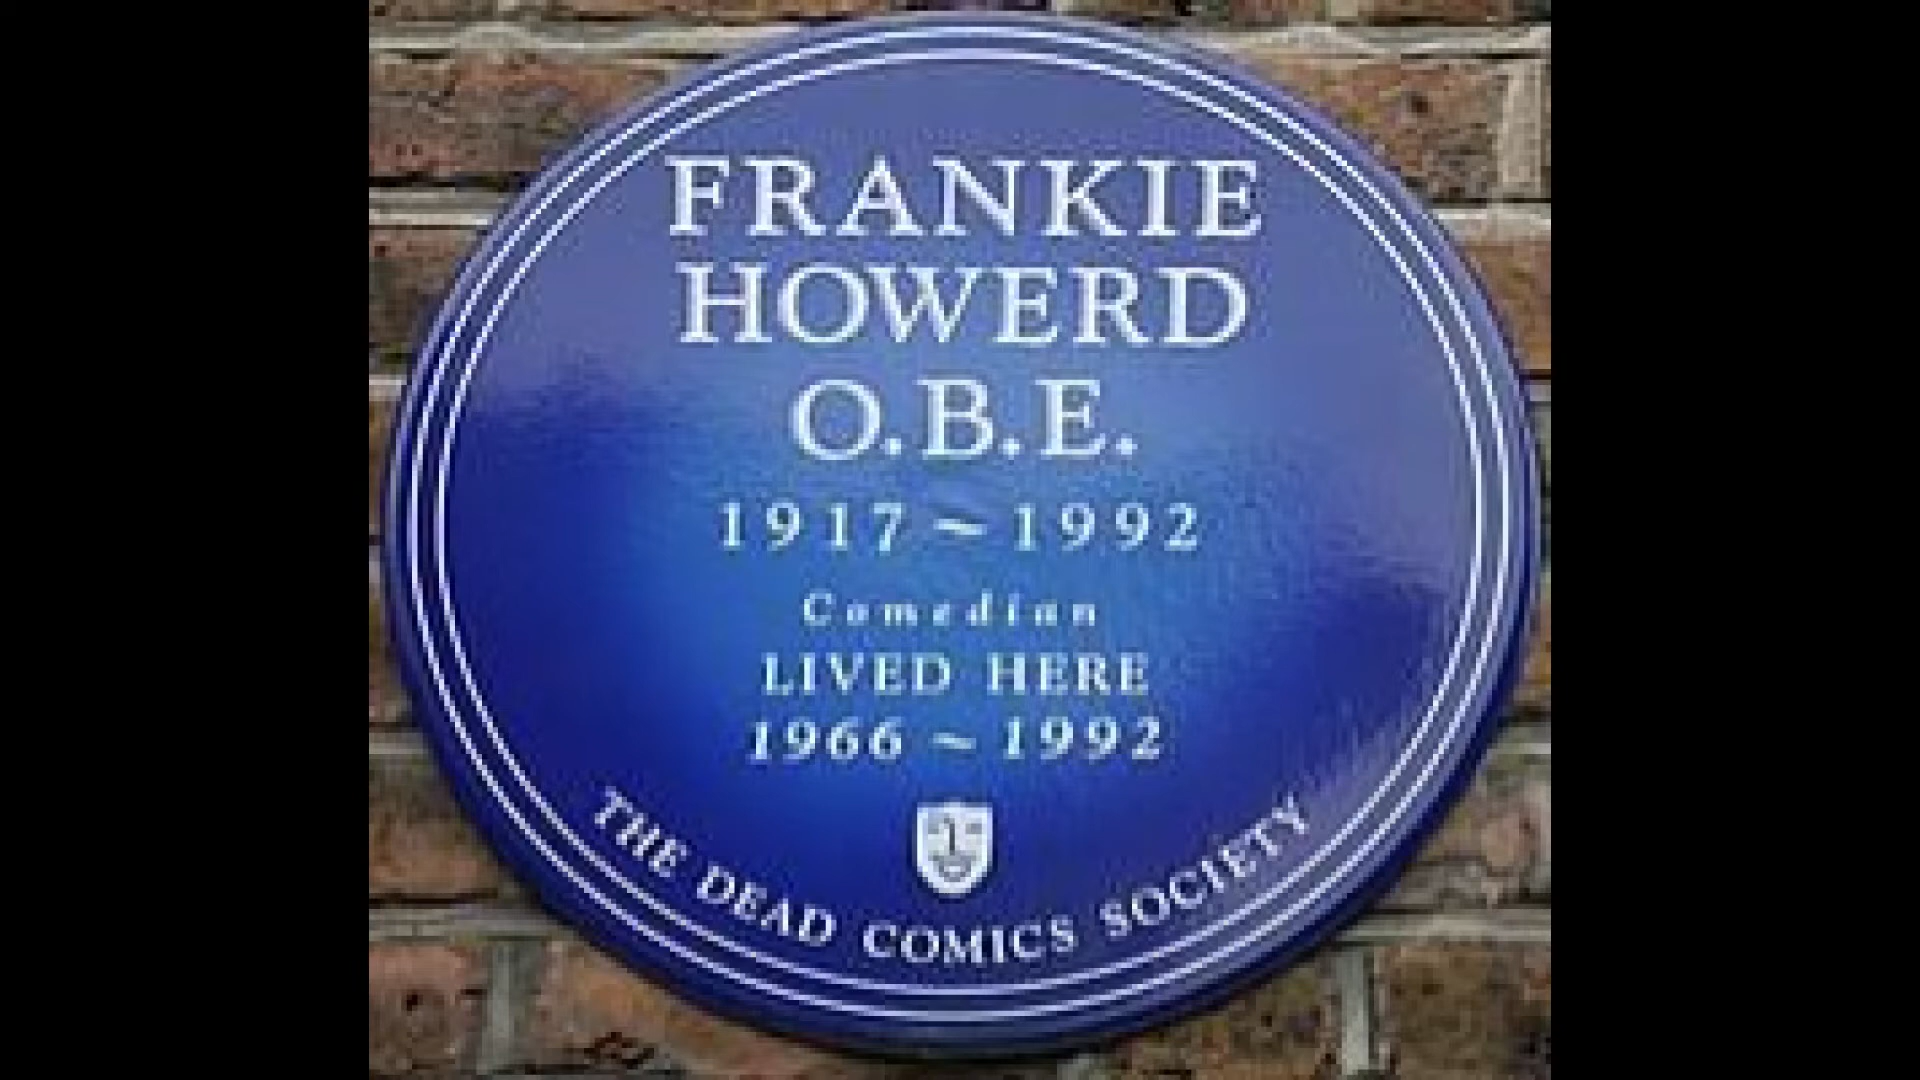 FRANKIE
HOWERD
O.B.E.
1917~1992
Comedian
LIVED HERE
1966~1992
THE DEAD COMICS SOCIETY